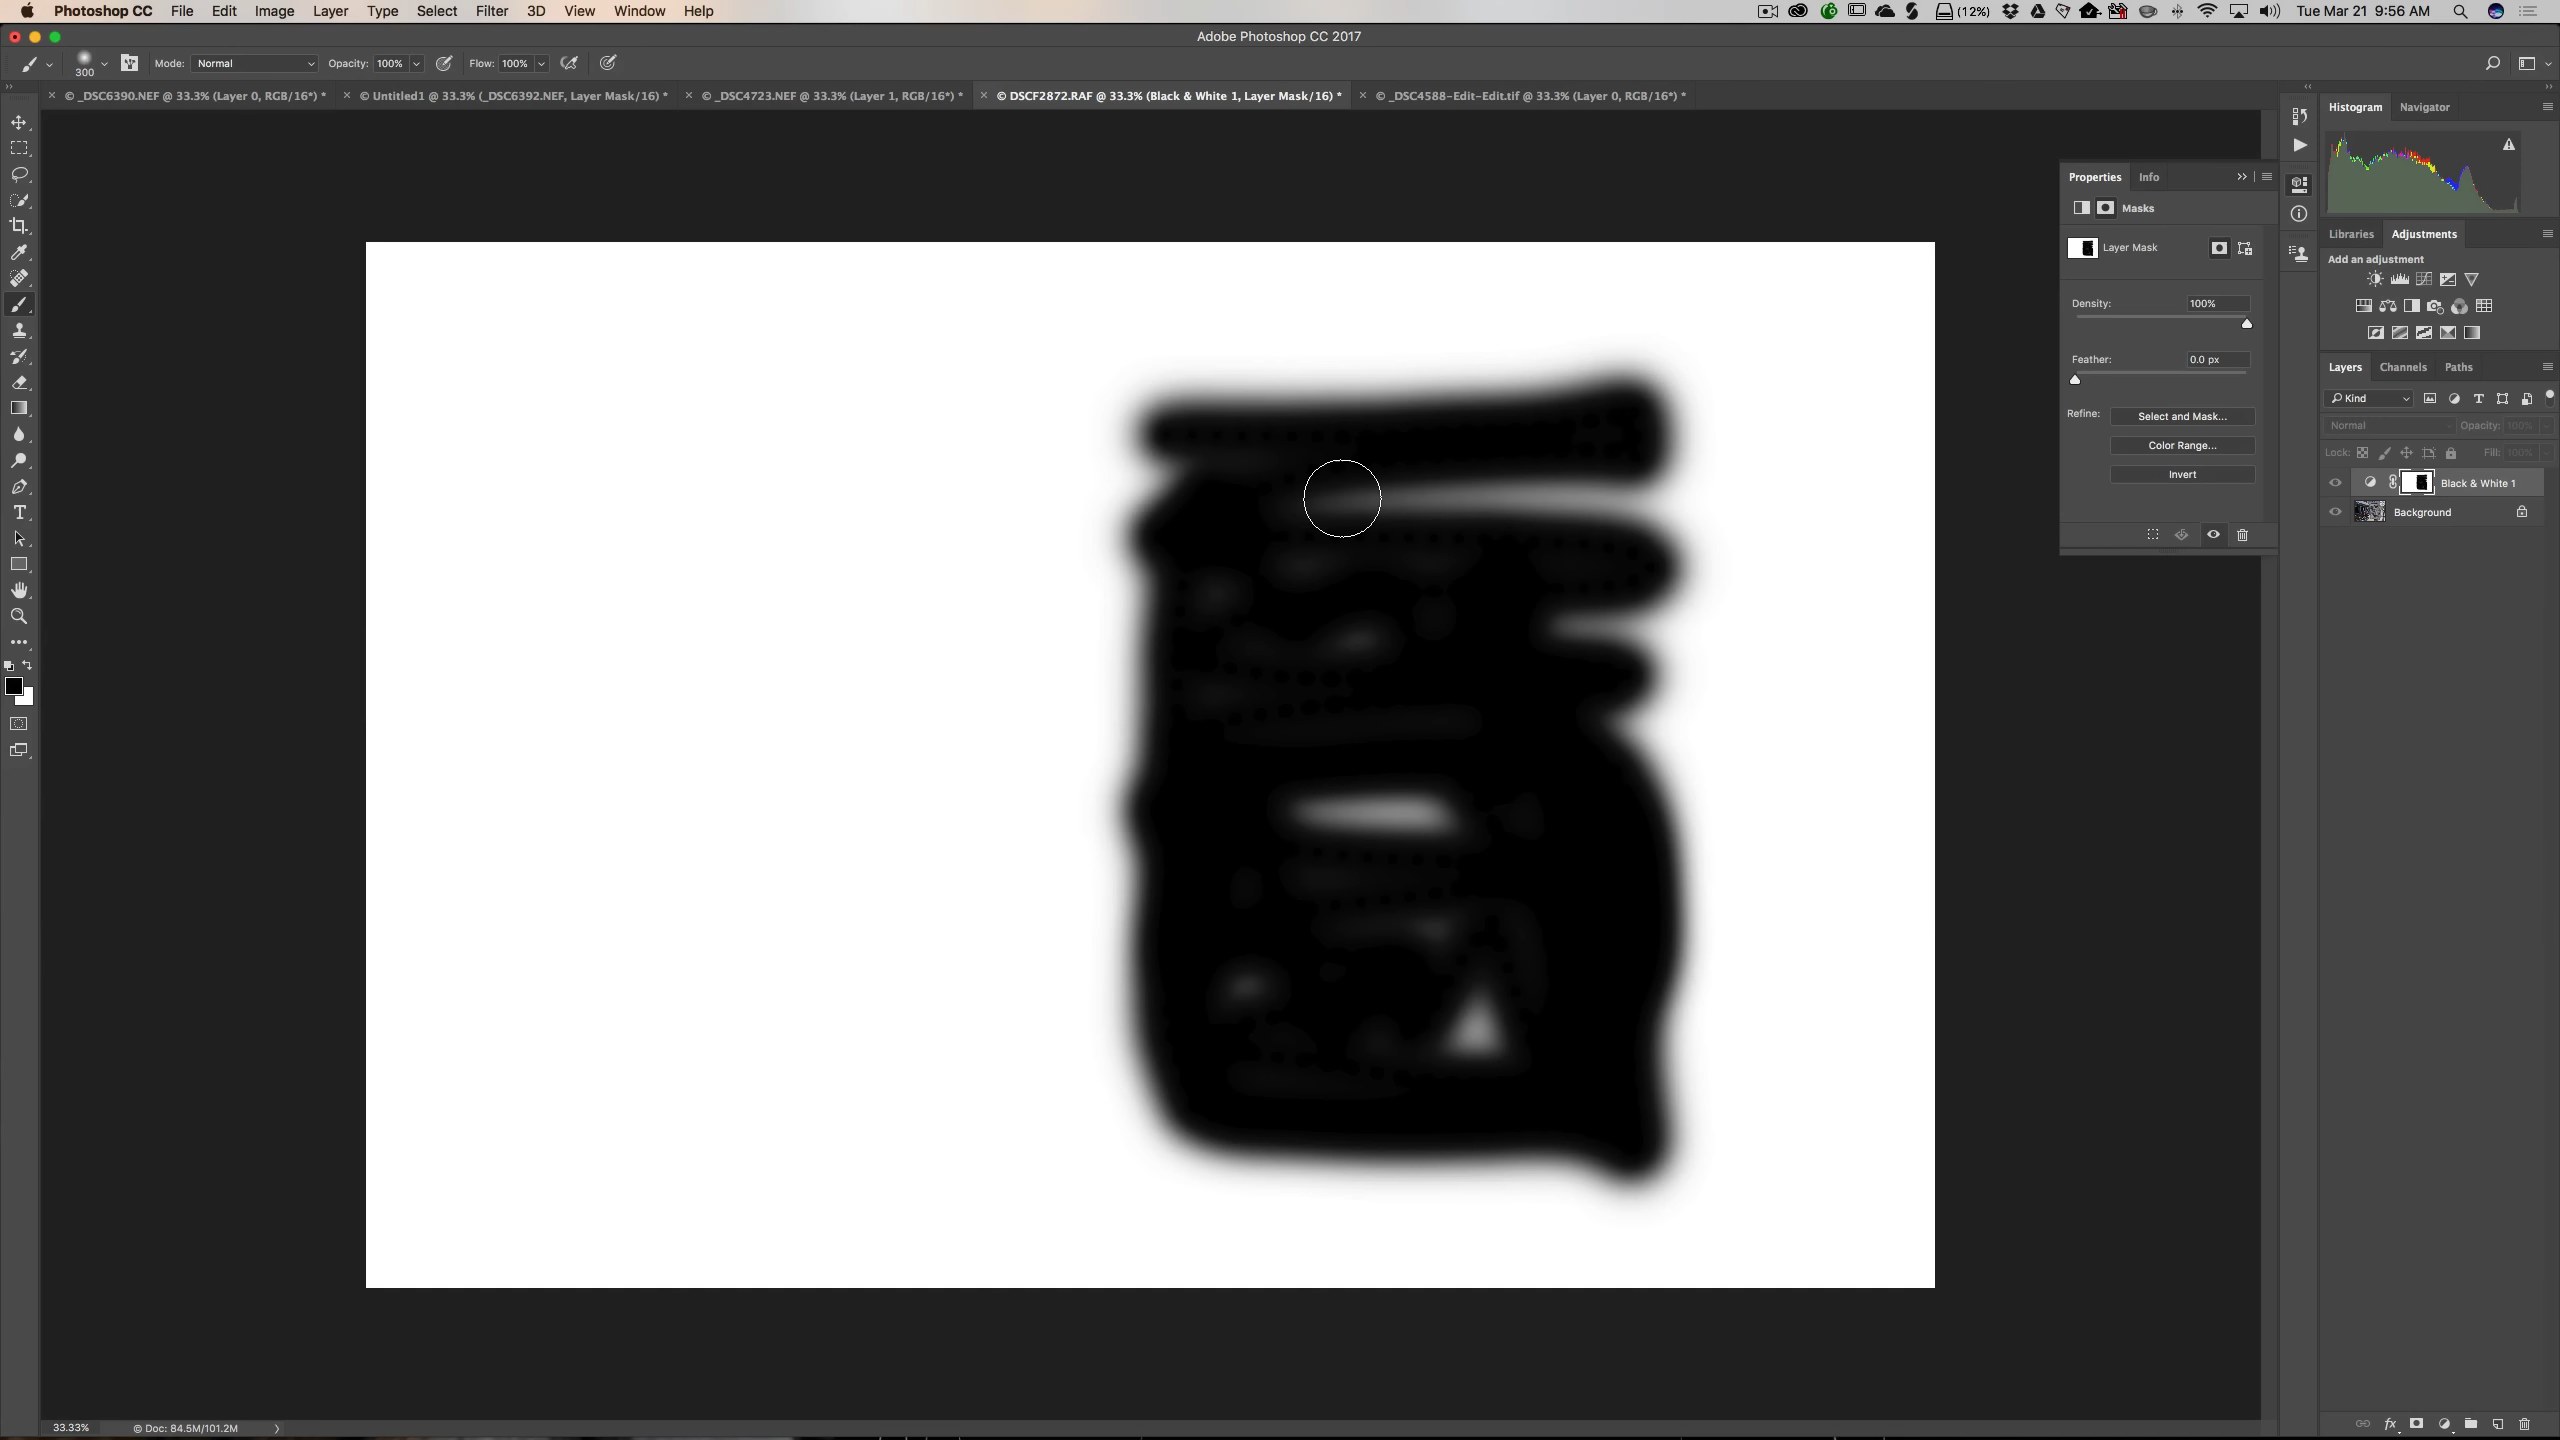 Photoshop CC File Edit Image Layer Type Select Filter 3D View Window Help (12%) Tue Mar 21 9:56 AM
Adobe Photoshop CC 2017
300 Mode: Normal Opacity: 100% Flow: 100%
© _DSC6390.NEF @ 33.3% (Layer 0, RGB/16*) * © Untitled1 @ 33.3% (_DSC6392.NEF, Layer Mask/16) * © _DSC4723.NEF @ 33.3% (Layer 1, RGB/16*) * © DSCF2872.RAF @ 33.3% (Black & White 1, Layer Mask/16) * © _DSC4588-Edit-Edit.tif @ 33.3% (Layer 0, RGB/16*) *
Histogram Navigator
Properties Info
Masks
Layer Mask
Density: 100%
Feather: 0.0 px
Refine: Select and Mask...
Color Range...
Invert
Libraries Adjustments
Add an adjustment
Layers Channels Paths
Kind
Normal Opacity: 100%
Lock: Fill: 100%
Black & White 1
Background
33.33% © Doc: 84.5M/101.2M